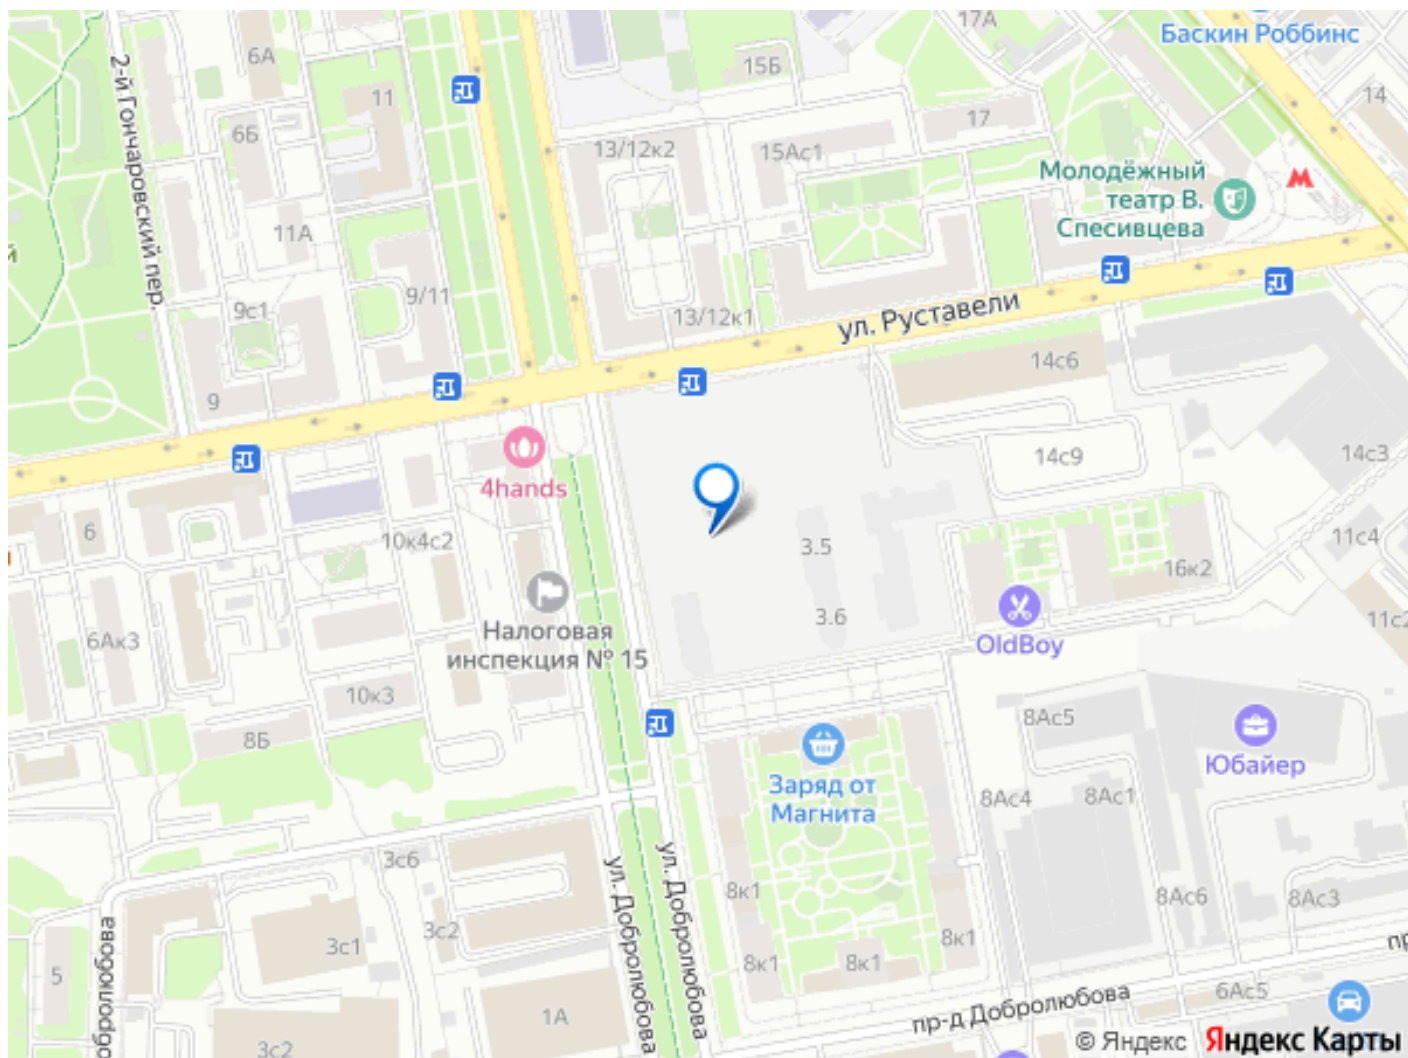 17А
Баскин Роббинс
6А
2-й Гончаровский пер.
15Б
11
14
6Б
17
13/12к2
15Ас1
Молодёжный
театр В.
Спесивцева
11А
й
9/11
9с1
13/12к1
ул. Руставели
14с6
9
14с3
14с9
4hands
6
10к4с2
11с4
3.5
16к2
3.6
11с2
Налоговая
инспекция № 15
6Ак3
OldBoy
10к3
8Б
8Ас5
Юбайер
Заряд от
Магнита
8Ас4
8Ас1
3с6
ул. Добролюбова
ул. Добролюбова
8к1
8Ас6
8Ас3
3с2
3с1
8к1
обролюбова
5
8к1
8к1
пр
пр-д Добролюбова
6Ас5
1А
3с2
© Яндекс Яндекс Карты